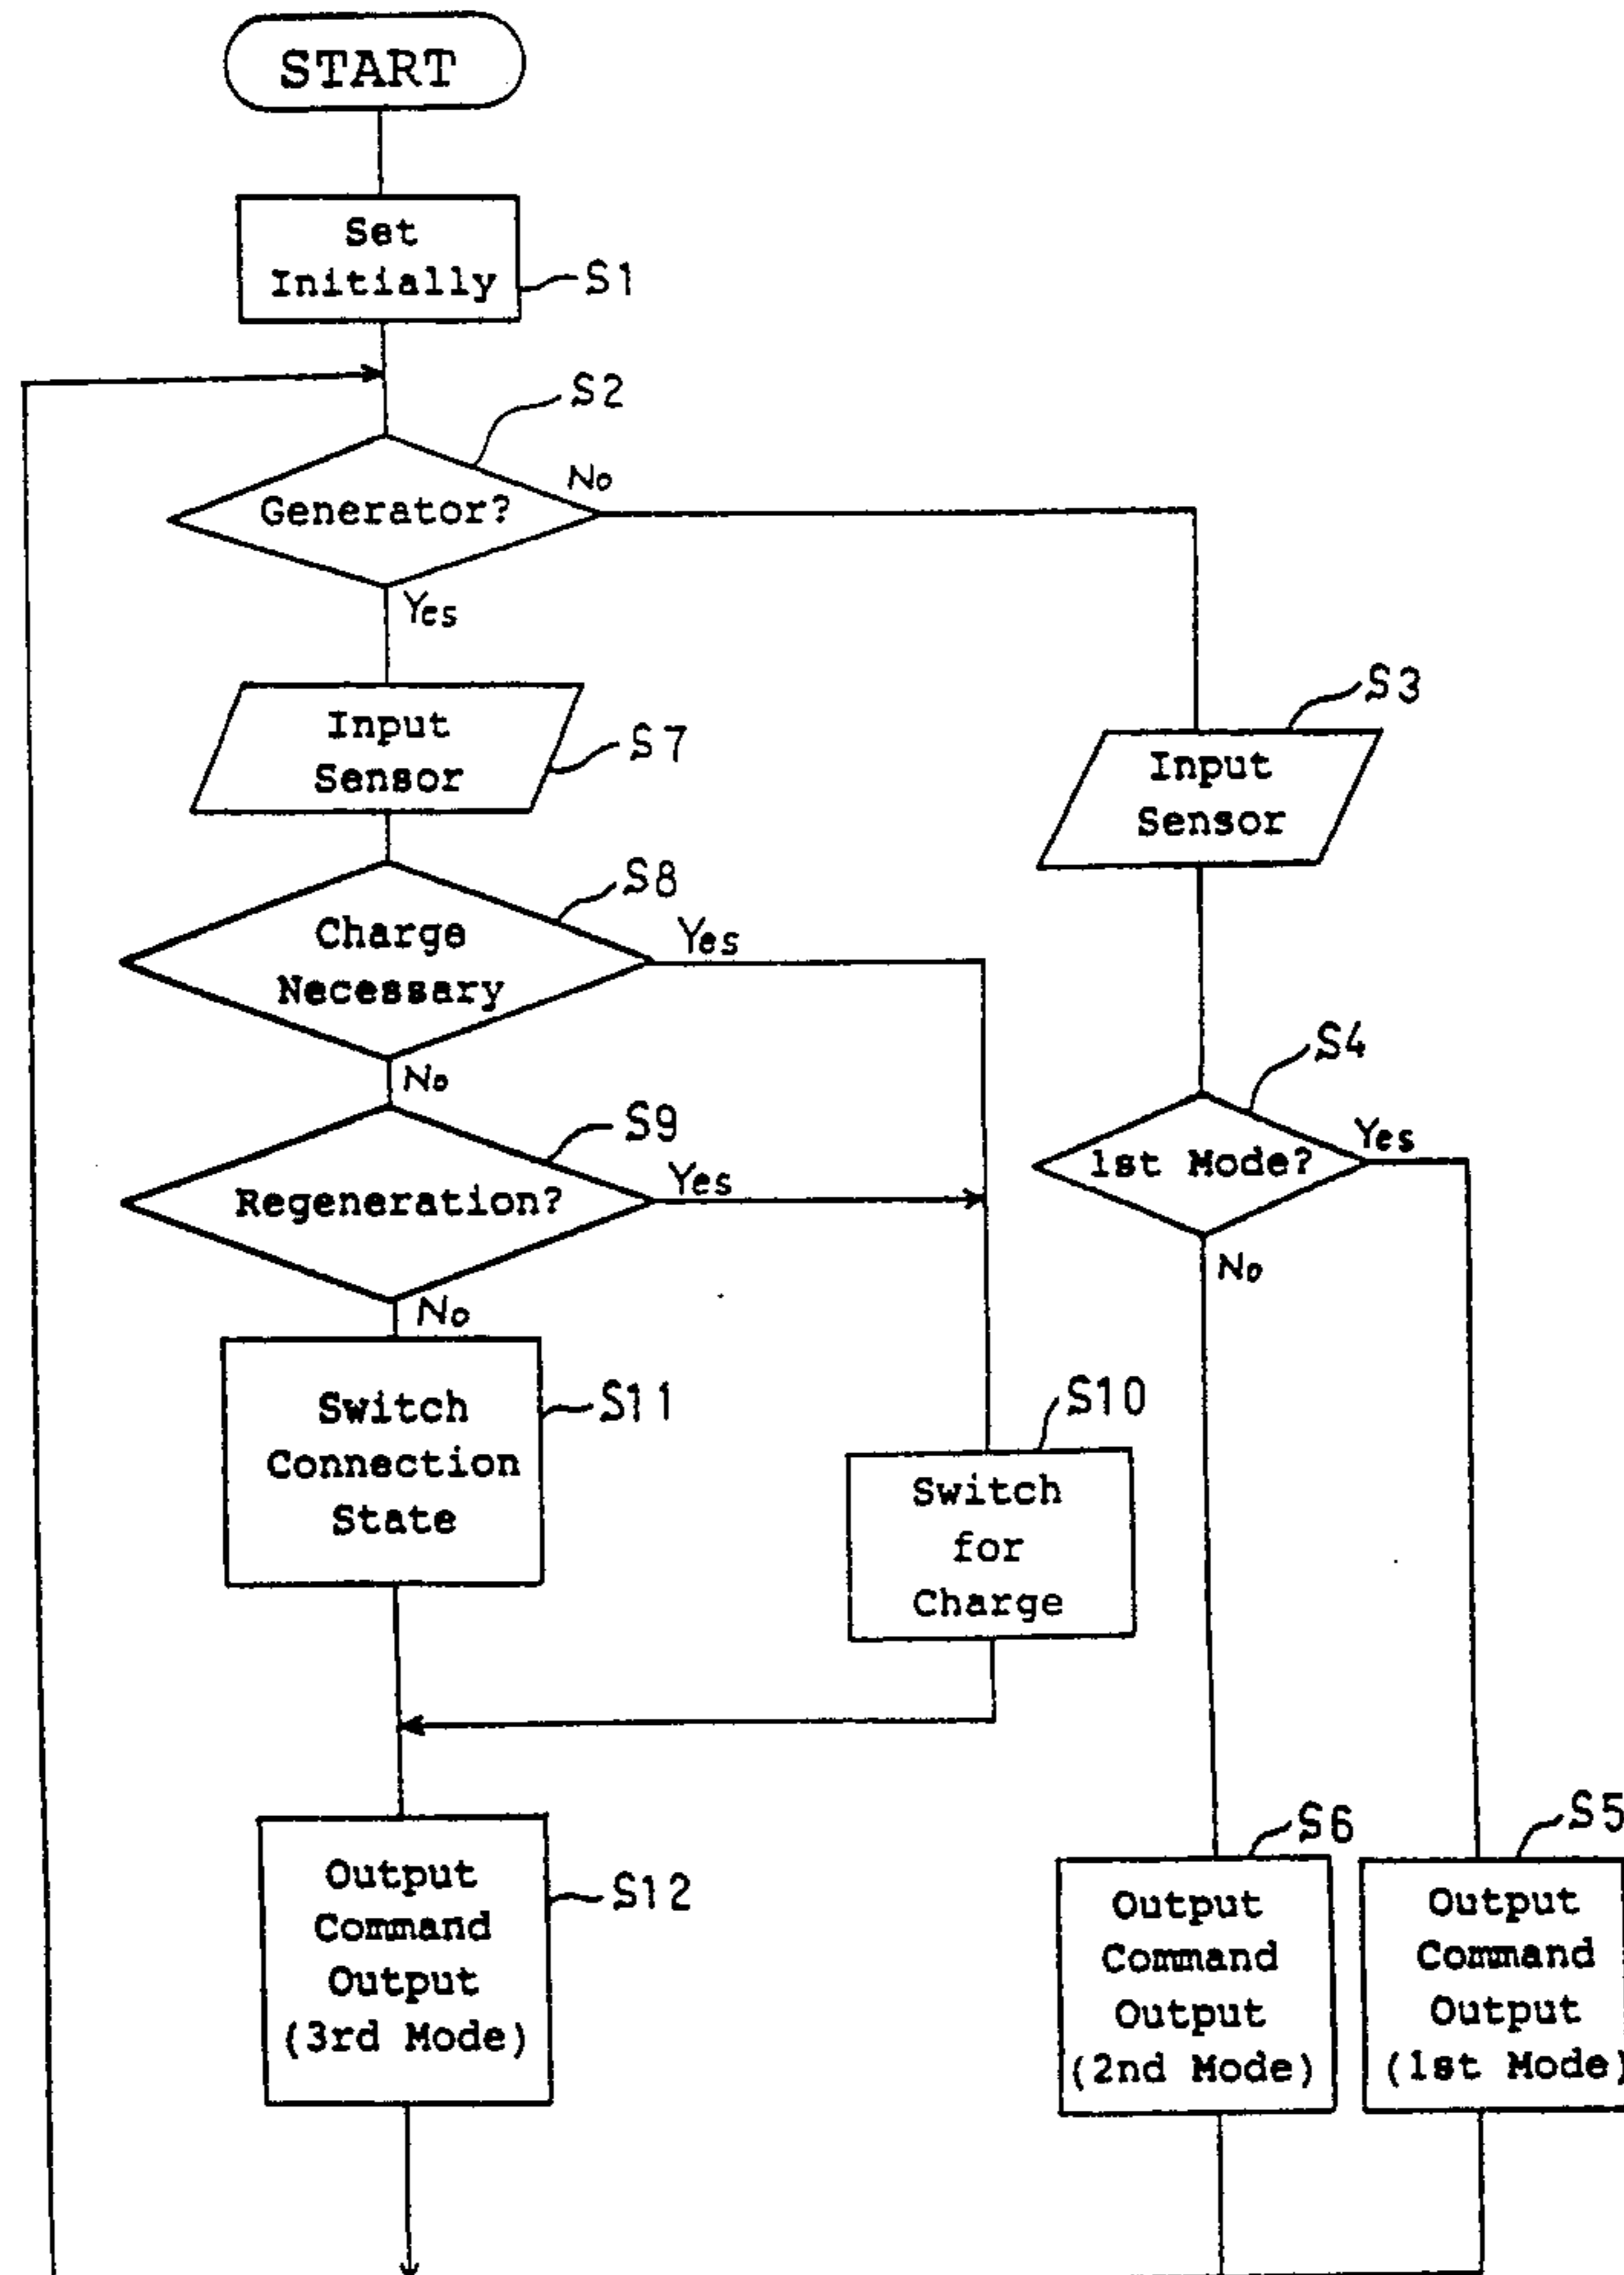 START
Set
Initially
S1
S2
Generator?
No
Yes
Input
Sensor
S7
Input
Sensor
S3
Charge
Necessary
S8
Yes
No
Regeneration?
S9
Yes
No
1st Mode?
S4
Yes
No
Switch
Connection
State
S11
Switch
for
Charge
S10
Output
Command
Output
(3rd Mode)
S12
Output
Command
Output
(2nd Mode)
S6
Output
Command
Output
(1st Mode)
S5